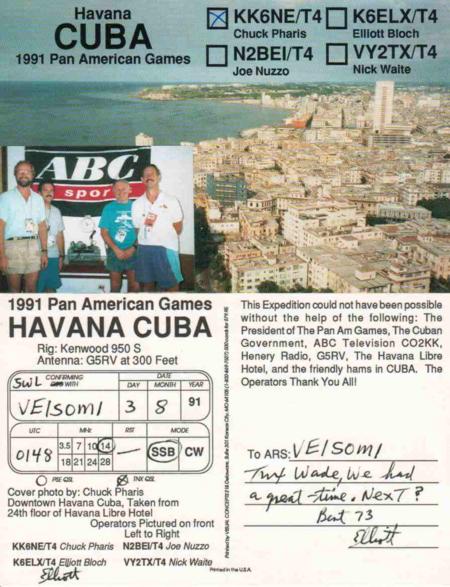 Havana
CUBA
1991 Pan American Games
KK6NE/T4
Chuck Pharis
K6ELX/T4
Elliott Bloch
N2BEI/T4
Joe Nuzzo
VY2TX/T4
Nick Waite
ABC
spor
1991 Pan American Games
HAVANA CUBA
Rig: Kenwood 950 S
Antenna: G5RV at 300 Feet
SWL CONFIRMING
WITH
DATE
DAY MONTH YEAR
VE1SOM1 3 8 91
UTC MHz RST MODE
0148 3.5 7 10 14 — SSB CW
18 21 24 28
PSE QSL TNX QSL
Cover photo by: Chuck Pharis
Downtown Havana Cuba, Taken from
24th floor of Havana Libre Hotel
Operators Pictured on front
Left to Right
KK6NE/T4 Chuck Pharis N2BEI/T4 Joe Nuzzo
K6ELX/T4 Elliott Bloch VY2TX/T4 Nick Waite
Elliott
This Expedition could not have been possible
without the help of the following: The
President of The Pan Am Games, The Cuban
Government, ABC Television CO2KK,
Henery Radio, G5RV, The Havana Libre
Hotel, and the friendly hams in CUBA. The
Operators Thank You All!
To ARS: VE1SOM1
Tnx Wade, We had
a great time. Next?
Best 73
Elliott
Printed in the U.S.A.